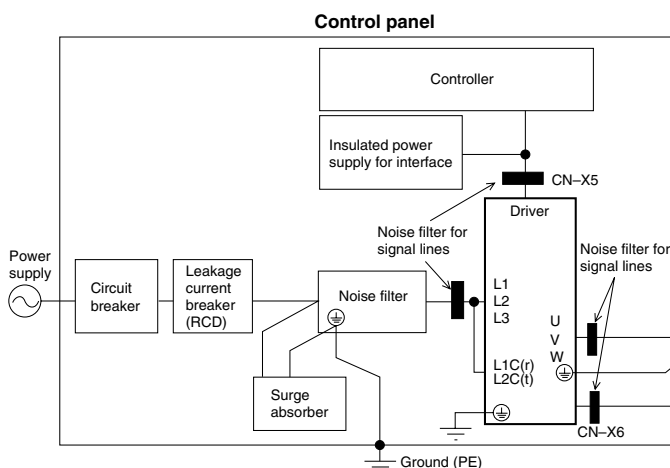 Control panel
Controller
Insulated power
supply for interface
CN–X5
Driver
Noise filter for
signal lines
Noise filter for
signal lines
Power
supply
Circuit
breaker
Leakage
current
breaker
(RCD)
Noise filter
L1
L2
L3
U
V
W
L1C(r)
L2C(t)
Surge
absorber
CN–X6
Ground (PE)